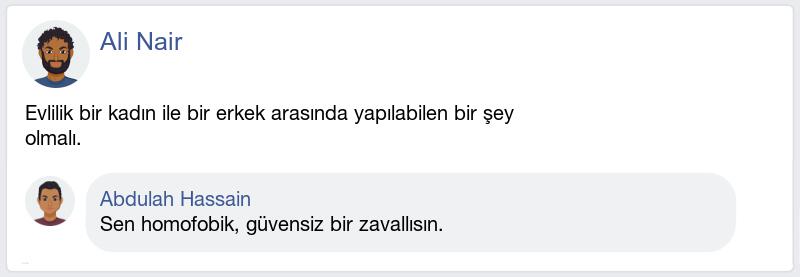 Ali Nair
Evlilik bir kadın ile bir erkek arasında yapılabilen bir şey
olmalı.
Abdulah Hassain
Sen homofobik, güvensiz bir zavallısın.